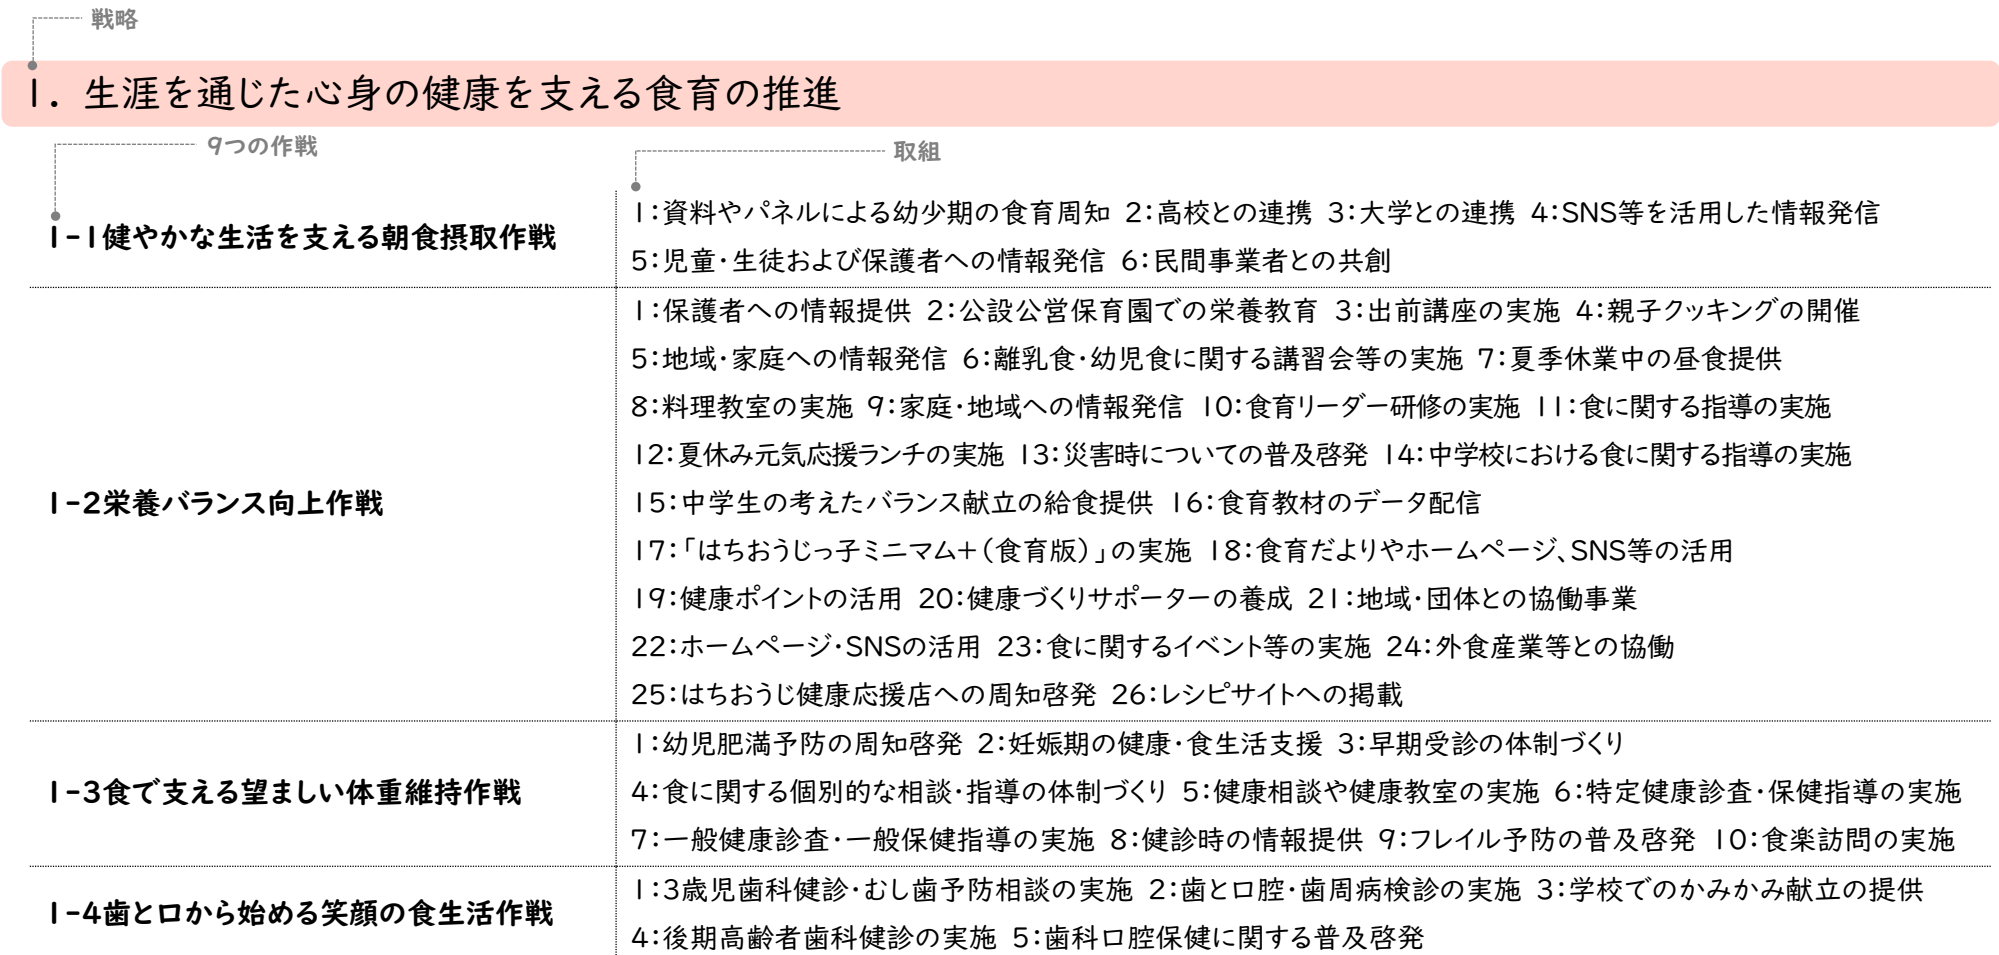 戦略
1. 生涯を通じた心身の健康を支える食育の推進
9つの作戦
取組
1-1健やかな生活を支える朝食摂取作戦
1:資料やパネルによる幼少期の食育周知 2:高校との連携 3:大学との連携 4:SNS等を活用した情報発信
5:児童・生徒および保護者への情報発信 6:民間事業者との共創
1-2栄養バランス向上作戦
1:保護者への情報提供 2:公設公営保育園での栄養教育 3:出前講座の実施 4:親子クッキングの開催
5:地域・家庭への情報発信 6:離乳食・幼児食に関する講習会等の実施 7:夏季休業中の昼食提供
8:料理教室の実施 9:家庭・地域への情報発信 10:食育リーダー研修の実施 11:食に関する指導の実施
12:夏休み元気応援ランチの実施 13:災害時についての普及啓発 14:中学校における食に関する指導の実施
15:中学生の考えたバランス献立の給食提供 16:食育教材のデータ配信
17:「はちおうじっ子ミニマム+(食育版)」の実施 18:食育だよりやホームページ、SNS等の活用
19:健康ポイントの活用 20:健康づくりサポーターの養成 21:地域・団体との協働事業
22:ホームページ・SNSの活用 23:食に関するイベント等の実施 24:外食産業等との協働
25:はちおうじ健康応援店への周知啓発 26:レシピサイトへの掲載
1-3食で支える望ましい体重維持作戦
1:幼児肥満予防の周知啓発 2:妊娠期の健康・食生活支援 3:早期受診の体制づくり
4:食に関する個別的な相談・指導の体制づくり 5:健康相談や健康教室の実施 6:特定健康診査・保健指導の実施
7:一般健康診査・一般保健指導の実施 8:健診時の情報提供 9:フレイル予防の普及啓発 10:食楽訪問の実施
1-4歯と口から始める笑顔の食生活作戦
1:3歳児歯科健診・むし歯予防相談の実施 2:歯と口腔・歯周病検診の実施 3:学校でのかみかみ献立の提供
4:後期高齢者歯科健診の実施 5:歯科口腔保健に関する普及啓発